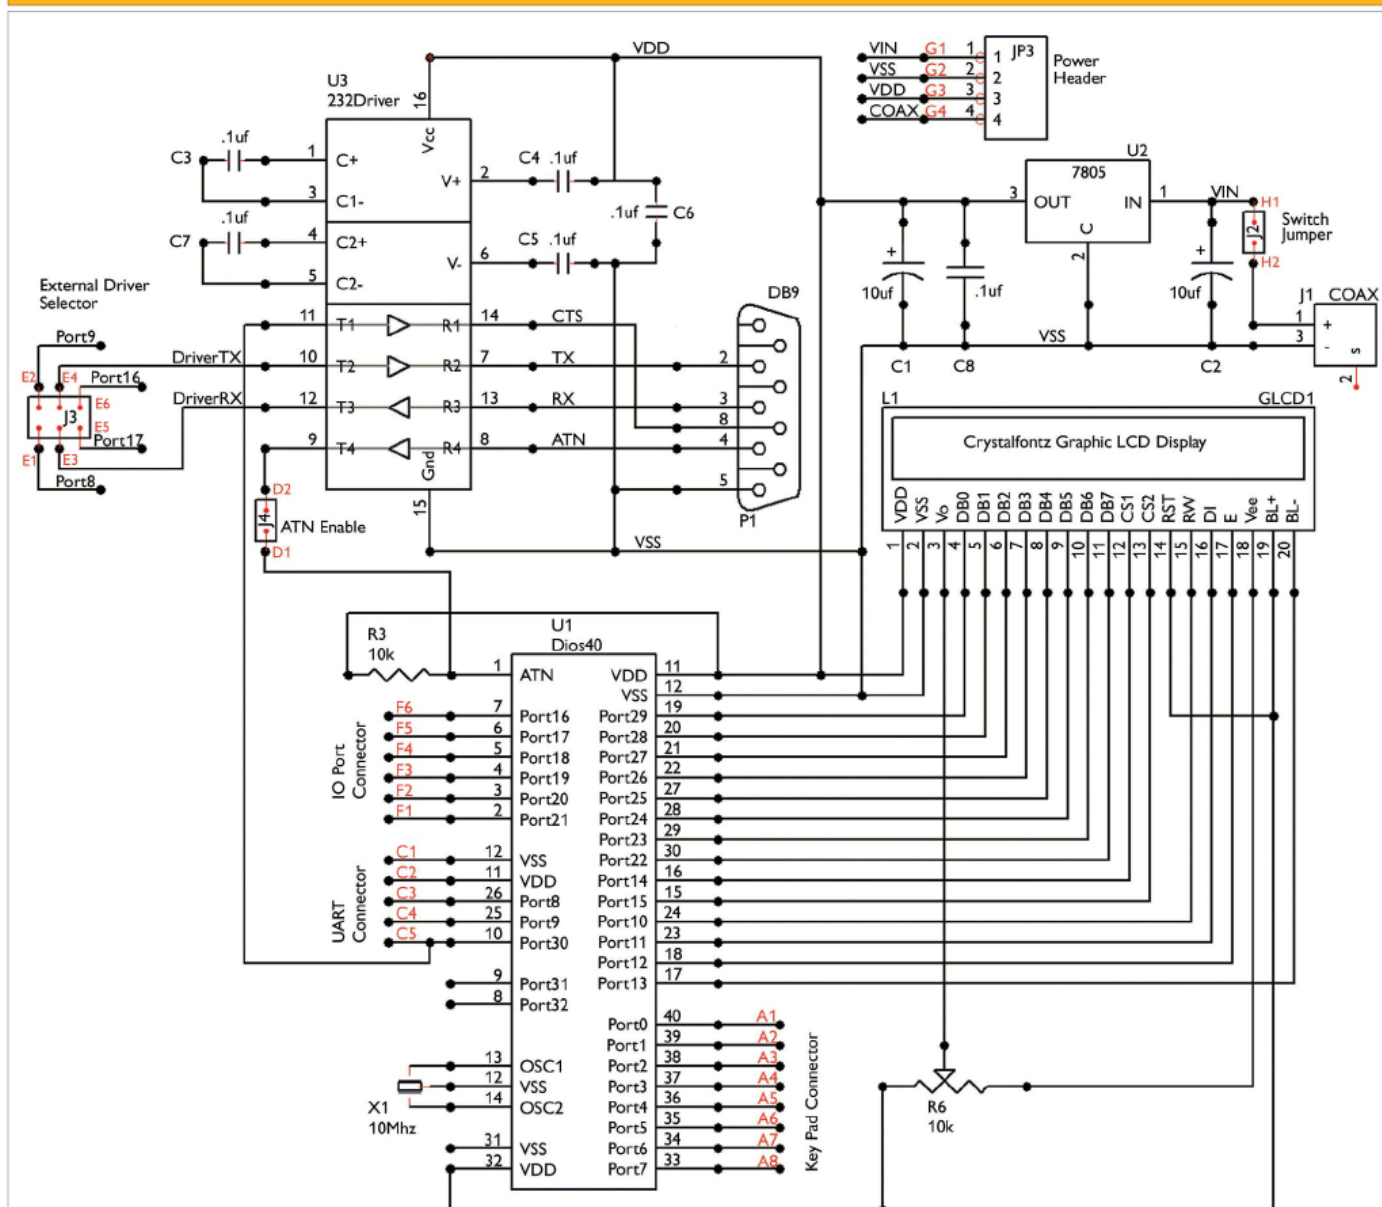 VDD
U3
232Driver
16
Vcc
C3
.1uf
1
C+
3
C1-
V+
2
C4
.1uf
.1uf
C6
C7
.1uf
4
C2+
5
C2-
V-
6
C5
.1uf
VIN G1 1 1 JP3
VSS G2 2 2
VDD G3 3 3
COAX G4 4 4
Power
Header
U2
7805
3
OUT
IN
1
C
2
VIN
H1
J2
H2
Switch
Jumper
+
10uf
.1uf
+
10uf
C1
C8
VSS
C2
J1 COAX
1
+
3
-
s
2
External Driver
Selector
Port9
E2
E4
Port16
E6
J3
E5
Port17
E1
E3
Port8
DriverTX
DriverRX
11 T1 R1 14 CTS
10 T2 R2 7 TX
12 T3 R3 13 RX
9 T4 R4 8 ATN
Gnd
15
VSS
D2
J4
ATN Enable
D1
DB9
2
3
8
4
5
P1
L1
GLCD1
Crystalfontz Graphic LCD Display
VDD VSS Vo DB0 DB1 DB2 DB3 DB4 DB5 DB6 DB7 CS1 CS2 RST RW DI E Vee BL+ BL-
1 2 3 4 5 6 7 8 9 10 11 12 13 14 15 16 17 18 19 20
R3
10k
U1
Dios40
1 ATN
IO Port
Connector
F6 7 Port16
F5 6 Port17
F4 5 Port18
F3 4 Port19
F2 3 Port20
F1 2 Port21
UART
Connector
C1 12 VSS
C2 11 VDD
C3 26 Port8
C4 25 Port9
C5 10 Port30
9 Port31
8 Port32
13 OSC1
12 VSS
14 OSC2
X1
10Mhz
31 VSS
32 VDD
VDD 11
VSS 12
Port29 19
Port28 20
Port27 21
Port26 22
Port25 27
Port24 28
Port23 29
Port22 30
Port14 16
Port15 15
Port10 24
Port11 23
Port12 18
Port13 17
Port0 40 A1
Port1 39 A2
Port2 38 A3
Port3 37 A4
Port4 36 A5
Port5 35 A6
Port6 34 A7
Port7 33 A8
Key Pad Connector
R6
10k